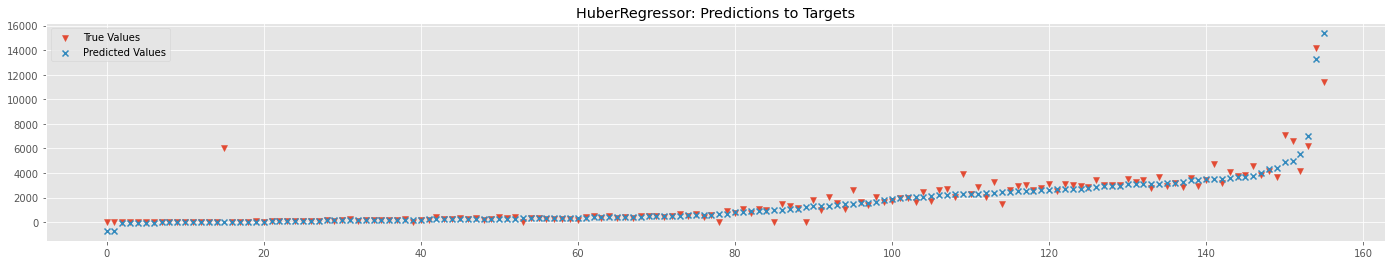 HuberRegressor: Predictions to Targets
True Values
Predicted Values
16000
14000
12000
10000
8000
6000
4000
2000
0
0 20 40 60 80 100 120 140 160